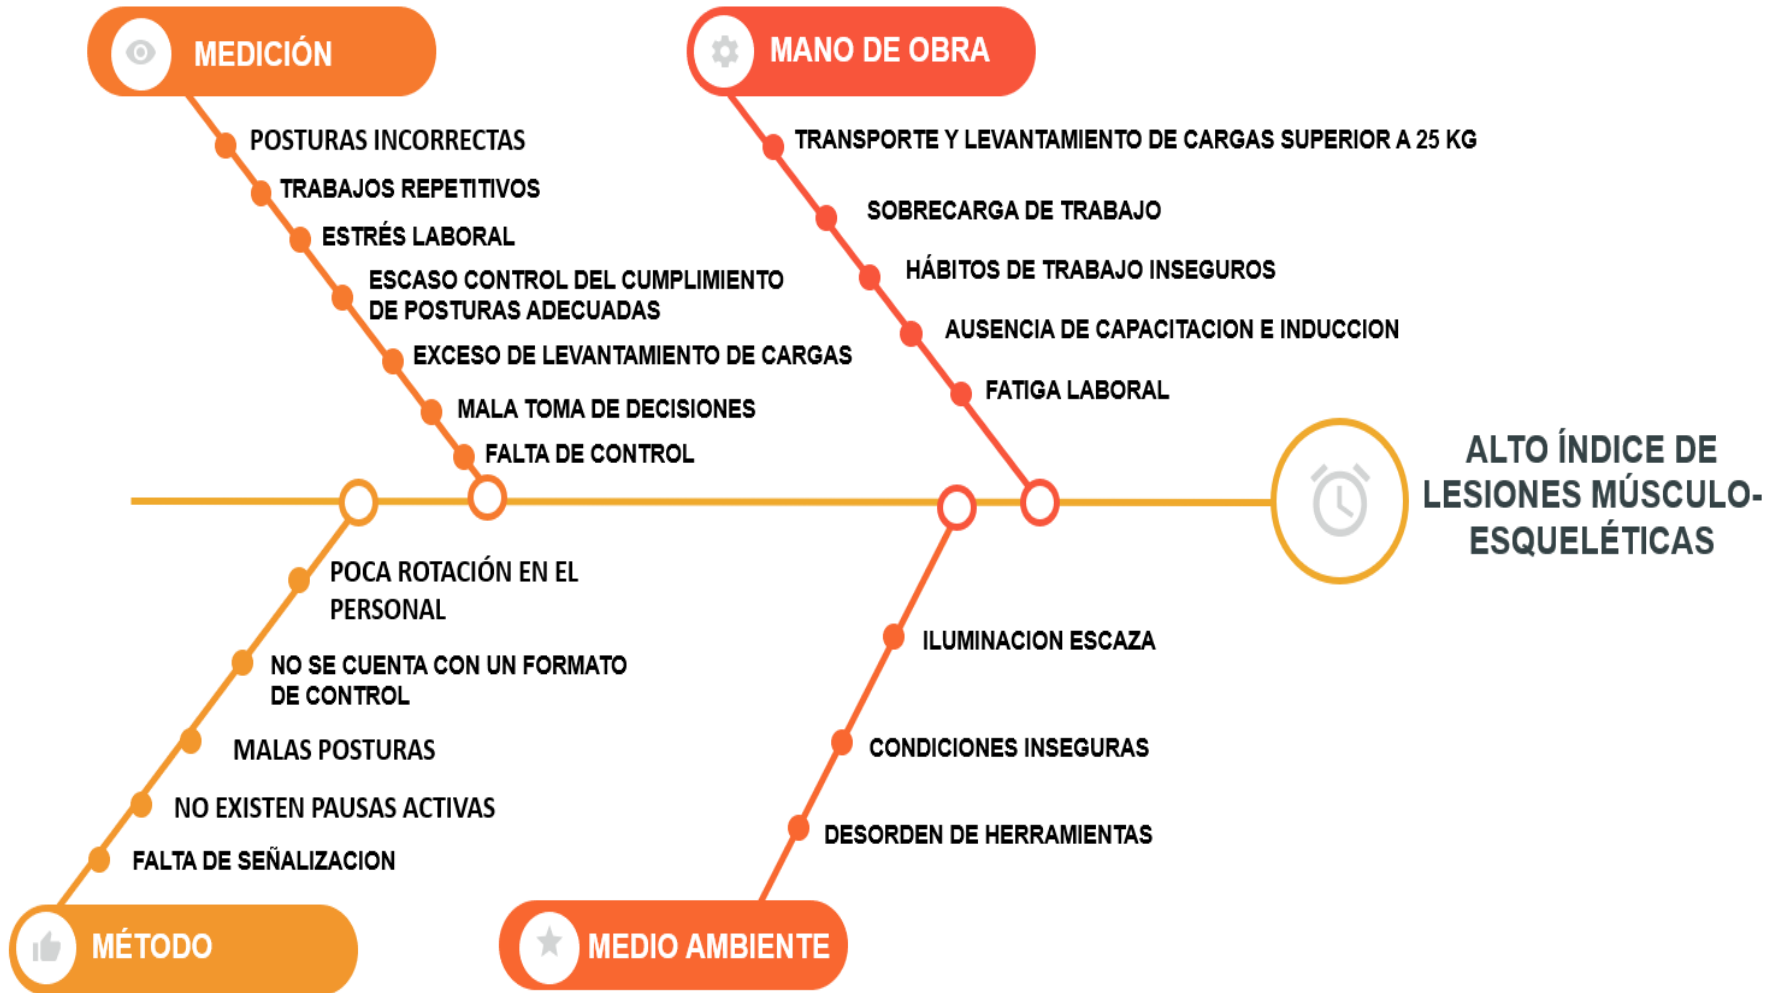 MEDICIÓN
POSTURAS INCORRECTAS
TRABAJOS REPETITIVOS
ESTRÉS LABORAL
ESCASO CONTROL DEL CUMPLIMIENTO
DE POSTURAS ADECUADAS
EXCESO DE LEVANTAMIENTO DE CARGAS
MALA TOMA DE DECISIONES
FALTA DE CONTROL
MANO DE OBRA
TRANSPORTE Y LEVANTAMIENTO DE CARGAS SUPERIOR A 25 KG
SOBRECARGA DE TRABAJO
HÁBITOS DE TRABAJO INSEGUROS
AUSENCIA DE CAPACITACION E INDUCCION
FATIGA LABORAL
ALTO ÍNDICE DE
LESIONES MÚSCULO-
ESQUELÉTICAS
POCA ROTACIÓN EN EL
PERSONAL
NO SE CUENTA CON UN FORMATO
DE CONTROL
MALAS POSTURAS
NO EXISTEN PAUSAS ACTIVAS
FALTA DE SEÑALIZACION
MÉTODO
ILUMINACION ESCAZA
CONDICIONES INSEGURAS
DESORDEN DE HERRAMIENTAS
MEDIO AMBIENTE